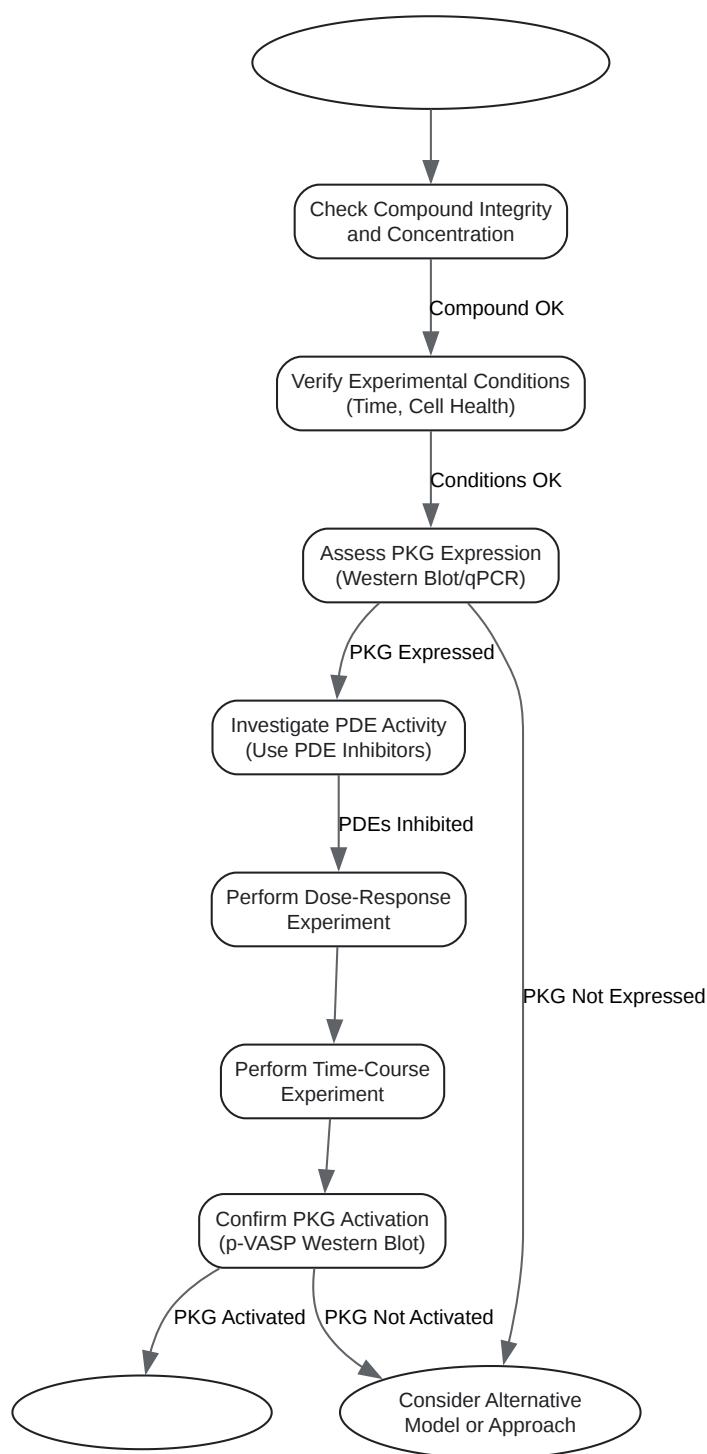 Check Compound Integrity
and Concentration
Compound OK
Verify Experimental Conditions
(Time, Cell Health)
Conditions OK
Assess PKG Expression
(Western Blot/qPCR)
PKG Expressed
Investigate PDE Activity
(Use PDE Inhibitors)
PDEs Inhibited
Perform Dose-Response
Experiment
PKG Not Expressed
Perform Time-Course
Experiment
Confirm PKG Activation
(p-VASP Western Blot)
PKG Activated
PKG Not Activated
Consider Alternative
Model or Approach